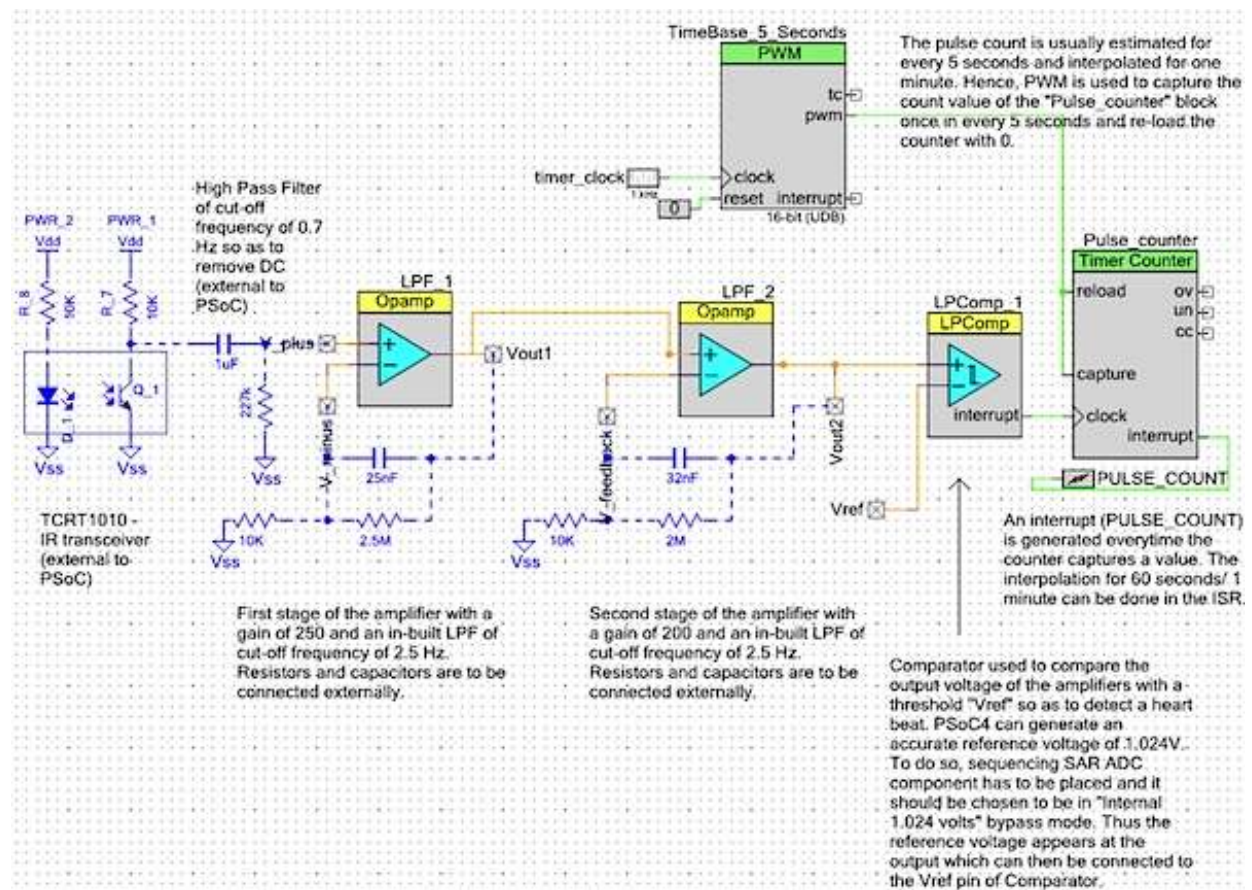 TimeBase_5_Seconds
PWM
tc
pwm
clock
reset interrupt
16-bit (UDB)
timer_clock
1 kHz
0
The pulse count is usually estimated for
every 5 seconds and interpolated for one
minute. Hence, PWM is used to capture the
count value of the "Pulse_counter" block
once in every 5 seconds and re-load the
counter with 0.
High Pass Filter
of cut-off
frequency of 0.7
Hz so as to
remove DC
(external to
PSoC)
PWR_2
Vdd
PWR_1
Vdd
R_8
R_7
10K
D_1
Q_1
Vss
Vss
1uF
227k
Vss
V_plus
V_minus
LPF_1
Opamp
Vout1
25nF
10K
2.5M
Vss
LPF_2
Opamp
V_feedback
Vout2
32nF
10K
2M
Vss
LPComp_1
LPComp
interrupt
Vref
Pulse_counter
Timer Counter
reload
ov
un
cc
capture
clock
interrupt
PULSE_COUNT
TCRT1010 -
IR transceiver
(external to
PSoC)
An interrupt (PULSE_COUNT)
is generated everytime the
counter captures a value. The
interpolation for 60 seconds/ 1
minute can be done in the ISR.
First stage of the amplifier with a
gain of 250 and an in-built LPF of
cut-off frequency of 2.5 Hz.
Resistors and capacitors are to be
connected externally.
Second stage of the amplifier with
a gain of 200 and an in-built LPF of
cut-off frequency of 2.5 Hz.
Resistors and capacitors are to be
connected externally.
Comparator used to compare the
output voltage of the amplifiers with a
threshold "Vref" so as to detect a heart
beat. PSoC4 can generate an
accurate reference voltage of 1.024V.
To do so, sequencing SAR ADC
component has to be placed and it
should be chosen to be in "Internal
1.024 volts" bypass mode. Thus the
reference voltage appears at the
output which can then be connected to
the Vref pin of Comparator.